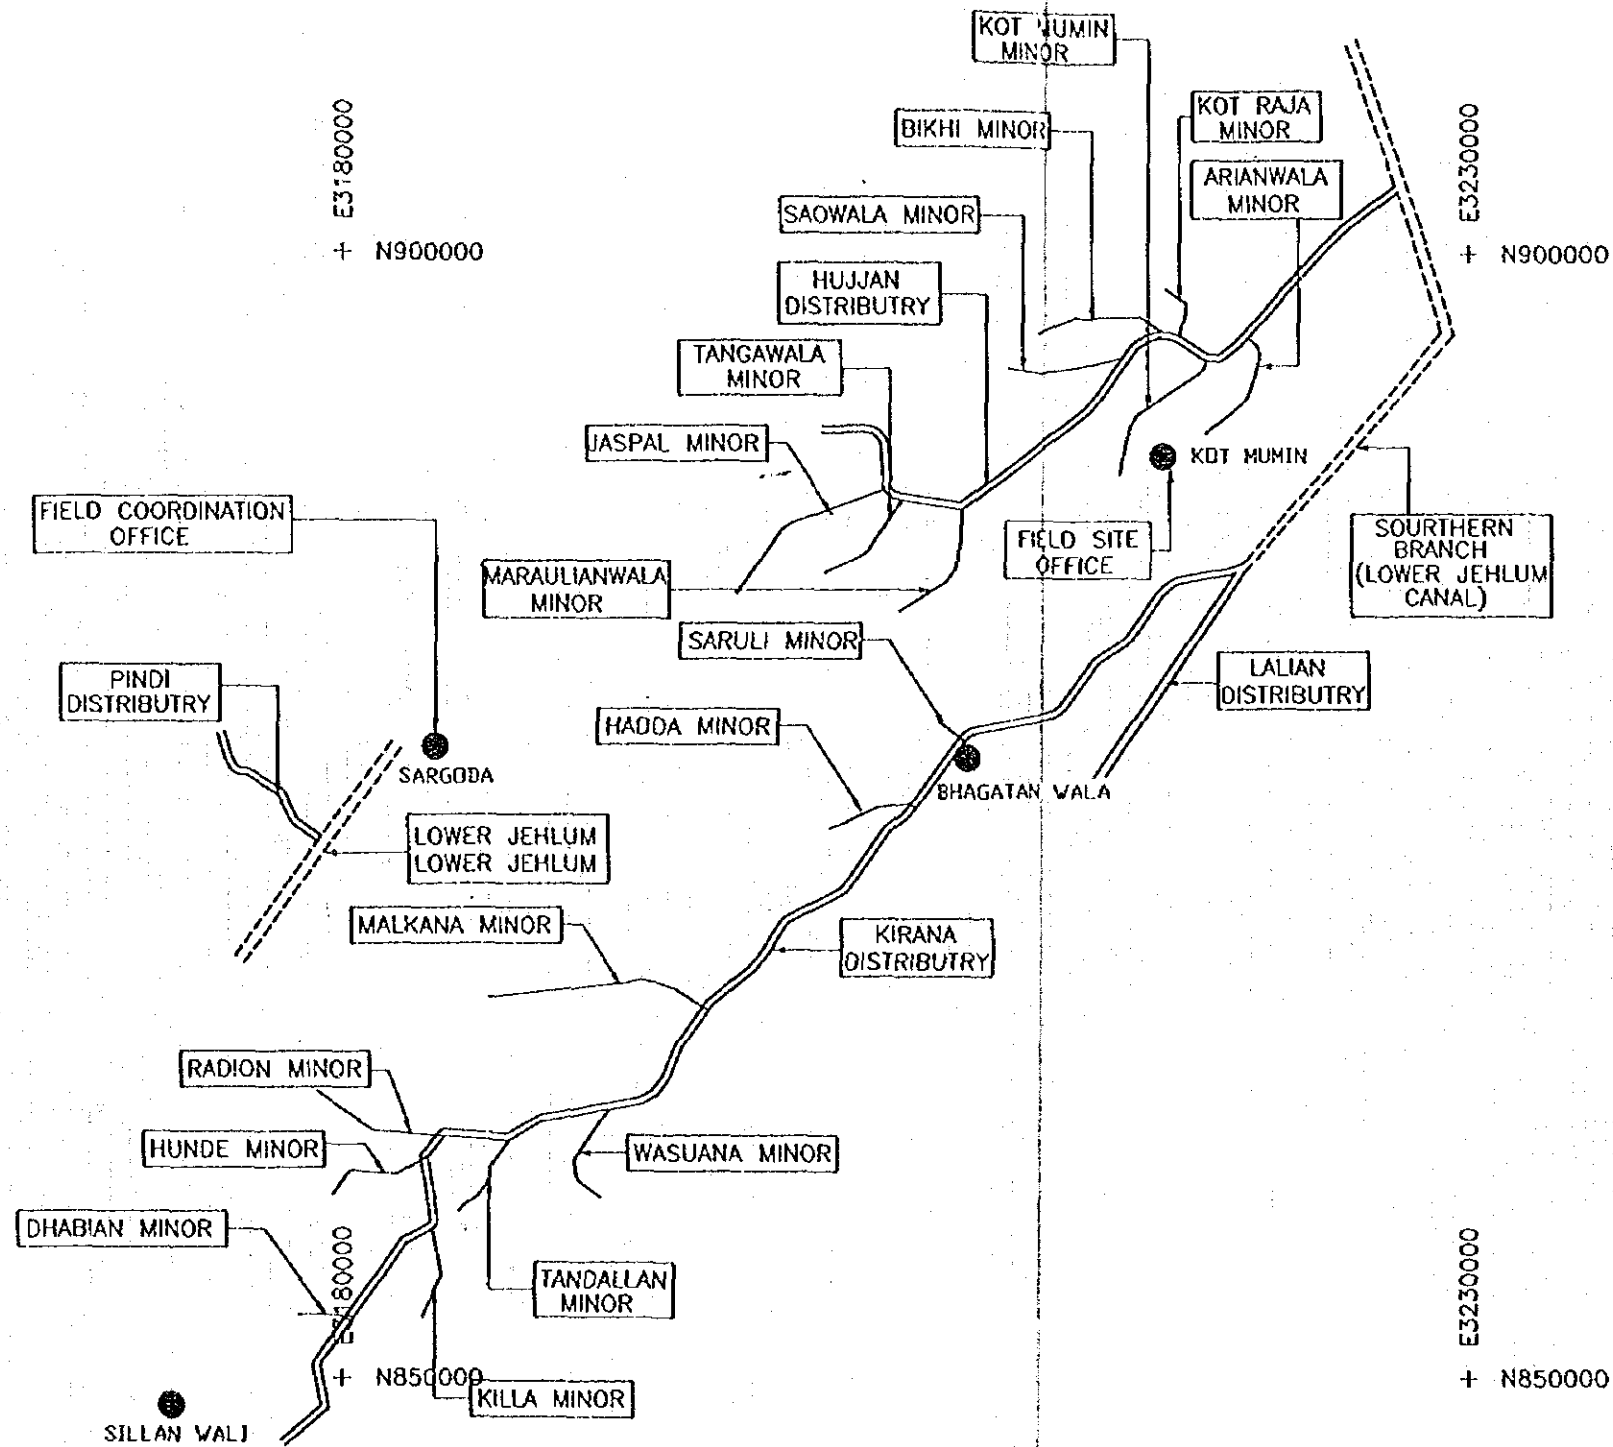 KOT MUMIN
MINOR
KOT RAJA
MINOR
BIKHI MINOR
E3180000
E3230000
ARIANWALA
MINOR
SAOWALA MINOR
+ N900000
+ N900000
HUJJAN
DISTRIBUTRY
TANGAWALA
MINOR
JASPAL MINOR
KOT MUMIN
FIELD COORDINATION
OFFICE
FIELD SITE
OFFICE
SOURTHERN
BRANCH
(LOWER JEHLUM
CANAL)
MARAULIANWALA
MINOR
SARULI MINOR
LALIAN
DISTRIBUTRY
PINDI
DISTRIBUTRY
HADDA MINOR
SARGODA
BHAGATAN WALA
LOWER JEHLUM
LOWER JEHLUM
MALKANA MINOR
KIRANA
DISTRIBUTRY
RADION MINOR
HUNDE MINOR
WASUANA MINOR
DHABIAN MINOR
E3180000
E3230000
TANDALLAN
MINOR
+ N850000
+ N850000
KILLA MINOR
SILLAN WALI